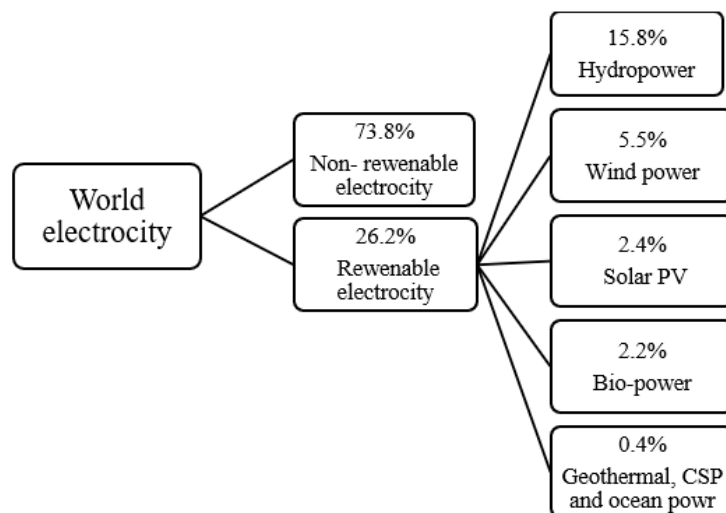 World
electrocity
73.8%
Non- rewenable
electrocity
26.2%
Rewenable
electrocity
15.8%
Hydropower
5.5%
Wind power
2.4%
Solar PV
2.2%
Bio-power
0.4%
Geothermal, CSP
and ocean powr